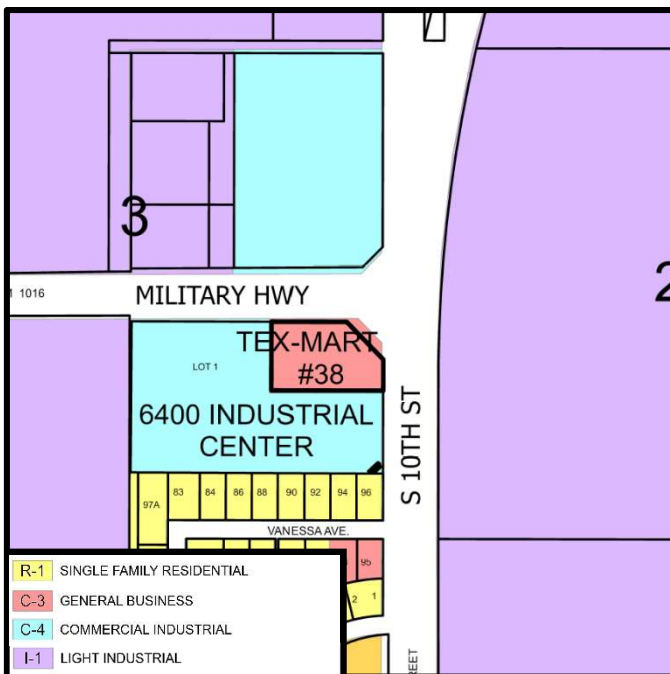 3
2
1016
MILITARY HWY
TEX-MART
#38
LOT 1
6400 INDUSTRIAL
CENTER
S 10TH ST
97A
83
84
86
88
90
92
94
96
VANESSA AVE.
95
2
1
R-1 SINGLE FAMILY RESIDENTIAL
C-3 GENERAL BUSINESS
C-4 COMMERCIAL INDUSTRIAL
I-1 LIGHT INDUSTRIAL